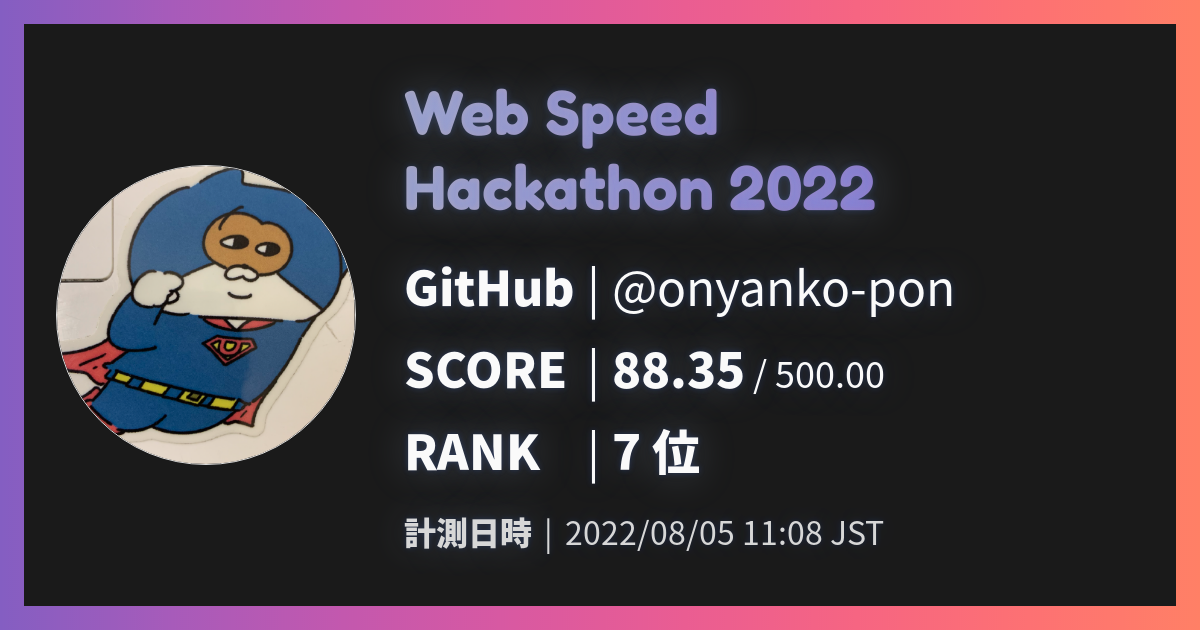 Web Speed
Hackathon 2022
GitHub | @onyanko-pon
SCORE | 88.35 / 500.00
RANK | 7 位
計測日時 | 2022/08/05 11:08 JST